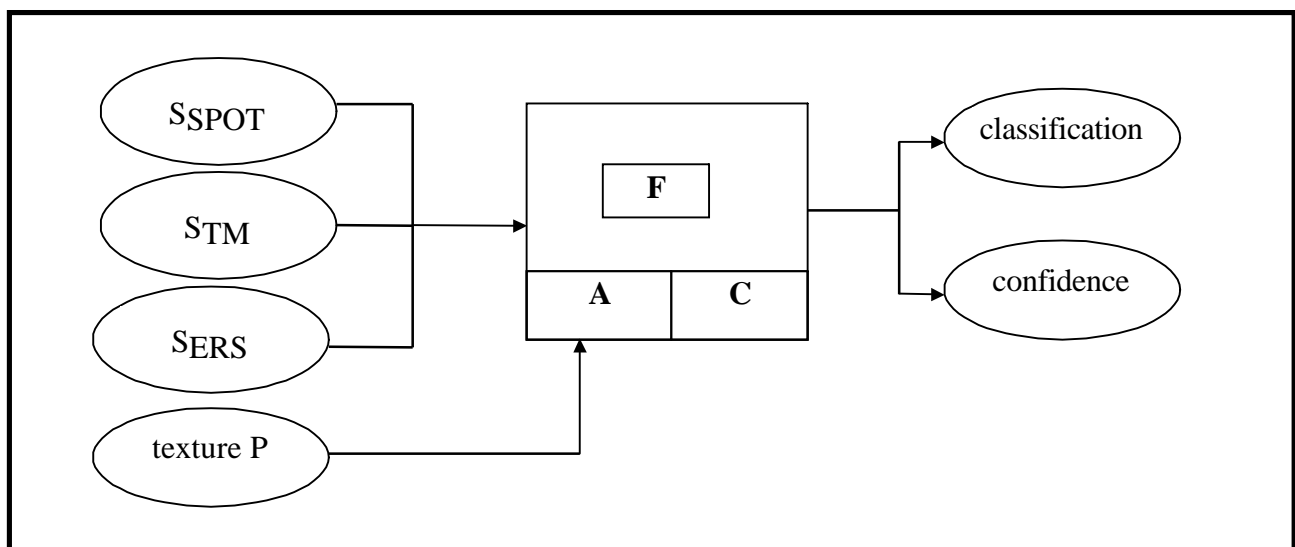 SSPOT
STM
SERS
texture P
F
A
C
classification
confidence